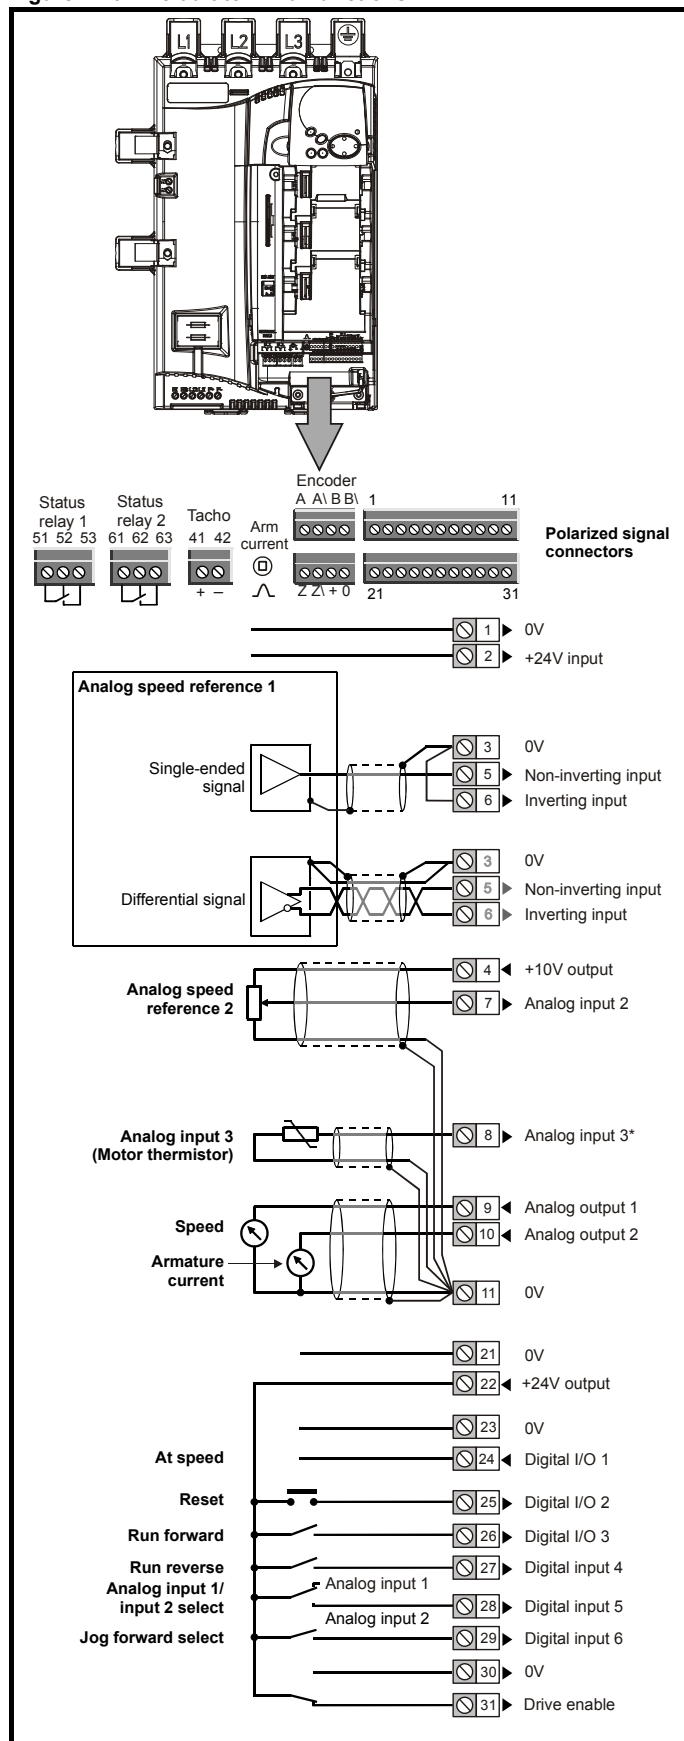 L1 L2 L3
Encoder
A A\ B B\ 1 11
Status relay 1
51 52 53
Status relay 2
61 62 63
Tacho
41 42
Arm current
Polarized signal connectors
+ –
Z Z\ + 0 21 31
1 0V
2 +24V input
Analog speed reference 1
Single-ended signal
3 0V
5 Non-inverting input
6 Inverting input
Differential signal
3 0V
5 Non-inverting input
6 Inverting input
Analog speed reference 2
4 +10V output
7 Analog input 2
Analog input 3
(Motor thermistor)
8 Analog input 3*
Speed
9 Analog output 1
10 Analog output 2
Armature current
11 0V
21 0V
22 +24V output
23 0V
At speed
24 Digital I/O 1
Reset
25 Digital I/O 2
Run forward
26 Digital I/O 3
Run reverse
27 Digital input 4
Analog input 1/
input 2 select
Analog input 1
28 Digital input 5
Analog input 2
Jog forward select
29 Digital input 6
30 0V
31 Drive enable